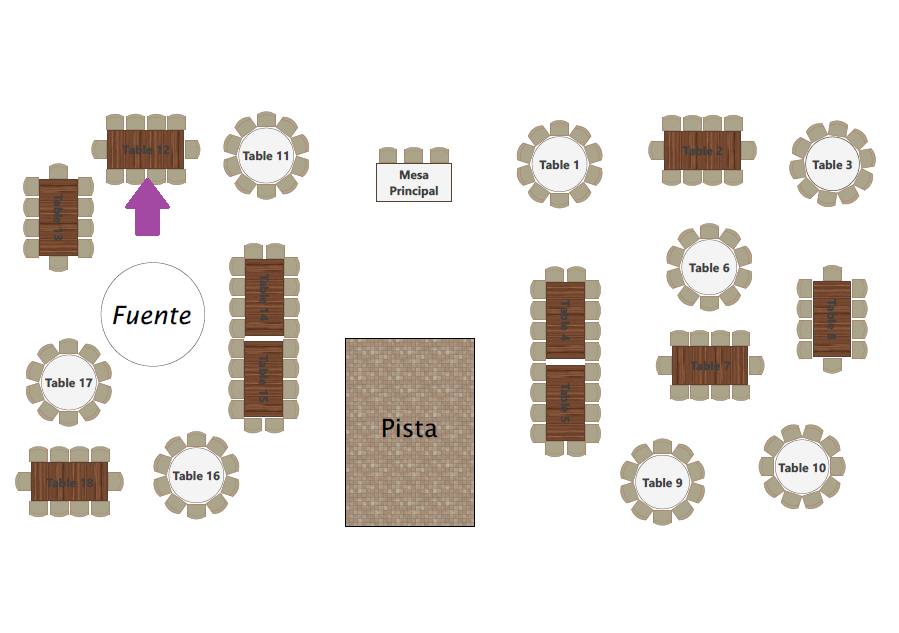 Table 12
Table 11
Mesa
Principal
Table 1
Table 2
Table 3
Table 13
Fuente
Table 14
Table 6
Table 4
Table 8
Table 17
Table 15
Pista
Table 5
Table 7
Table 18
Table 16
Table 9
Table 10